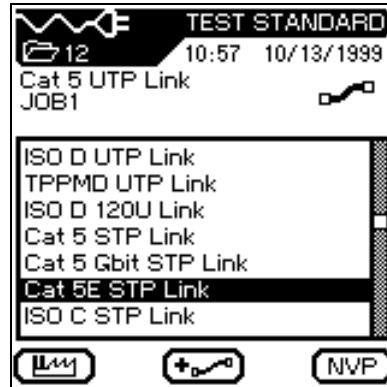 TEST STANDARD
12 10:57 10/13/1999
Cat 5 UTP Link
JOB1
ISO D UTP Link
TPPMD UTP Link
ISO D 120U Link
Cat 5 STP Link
Cat 5 Gbit STP Link
Cat 5E STP Link
ISO C STP Link
NVP